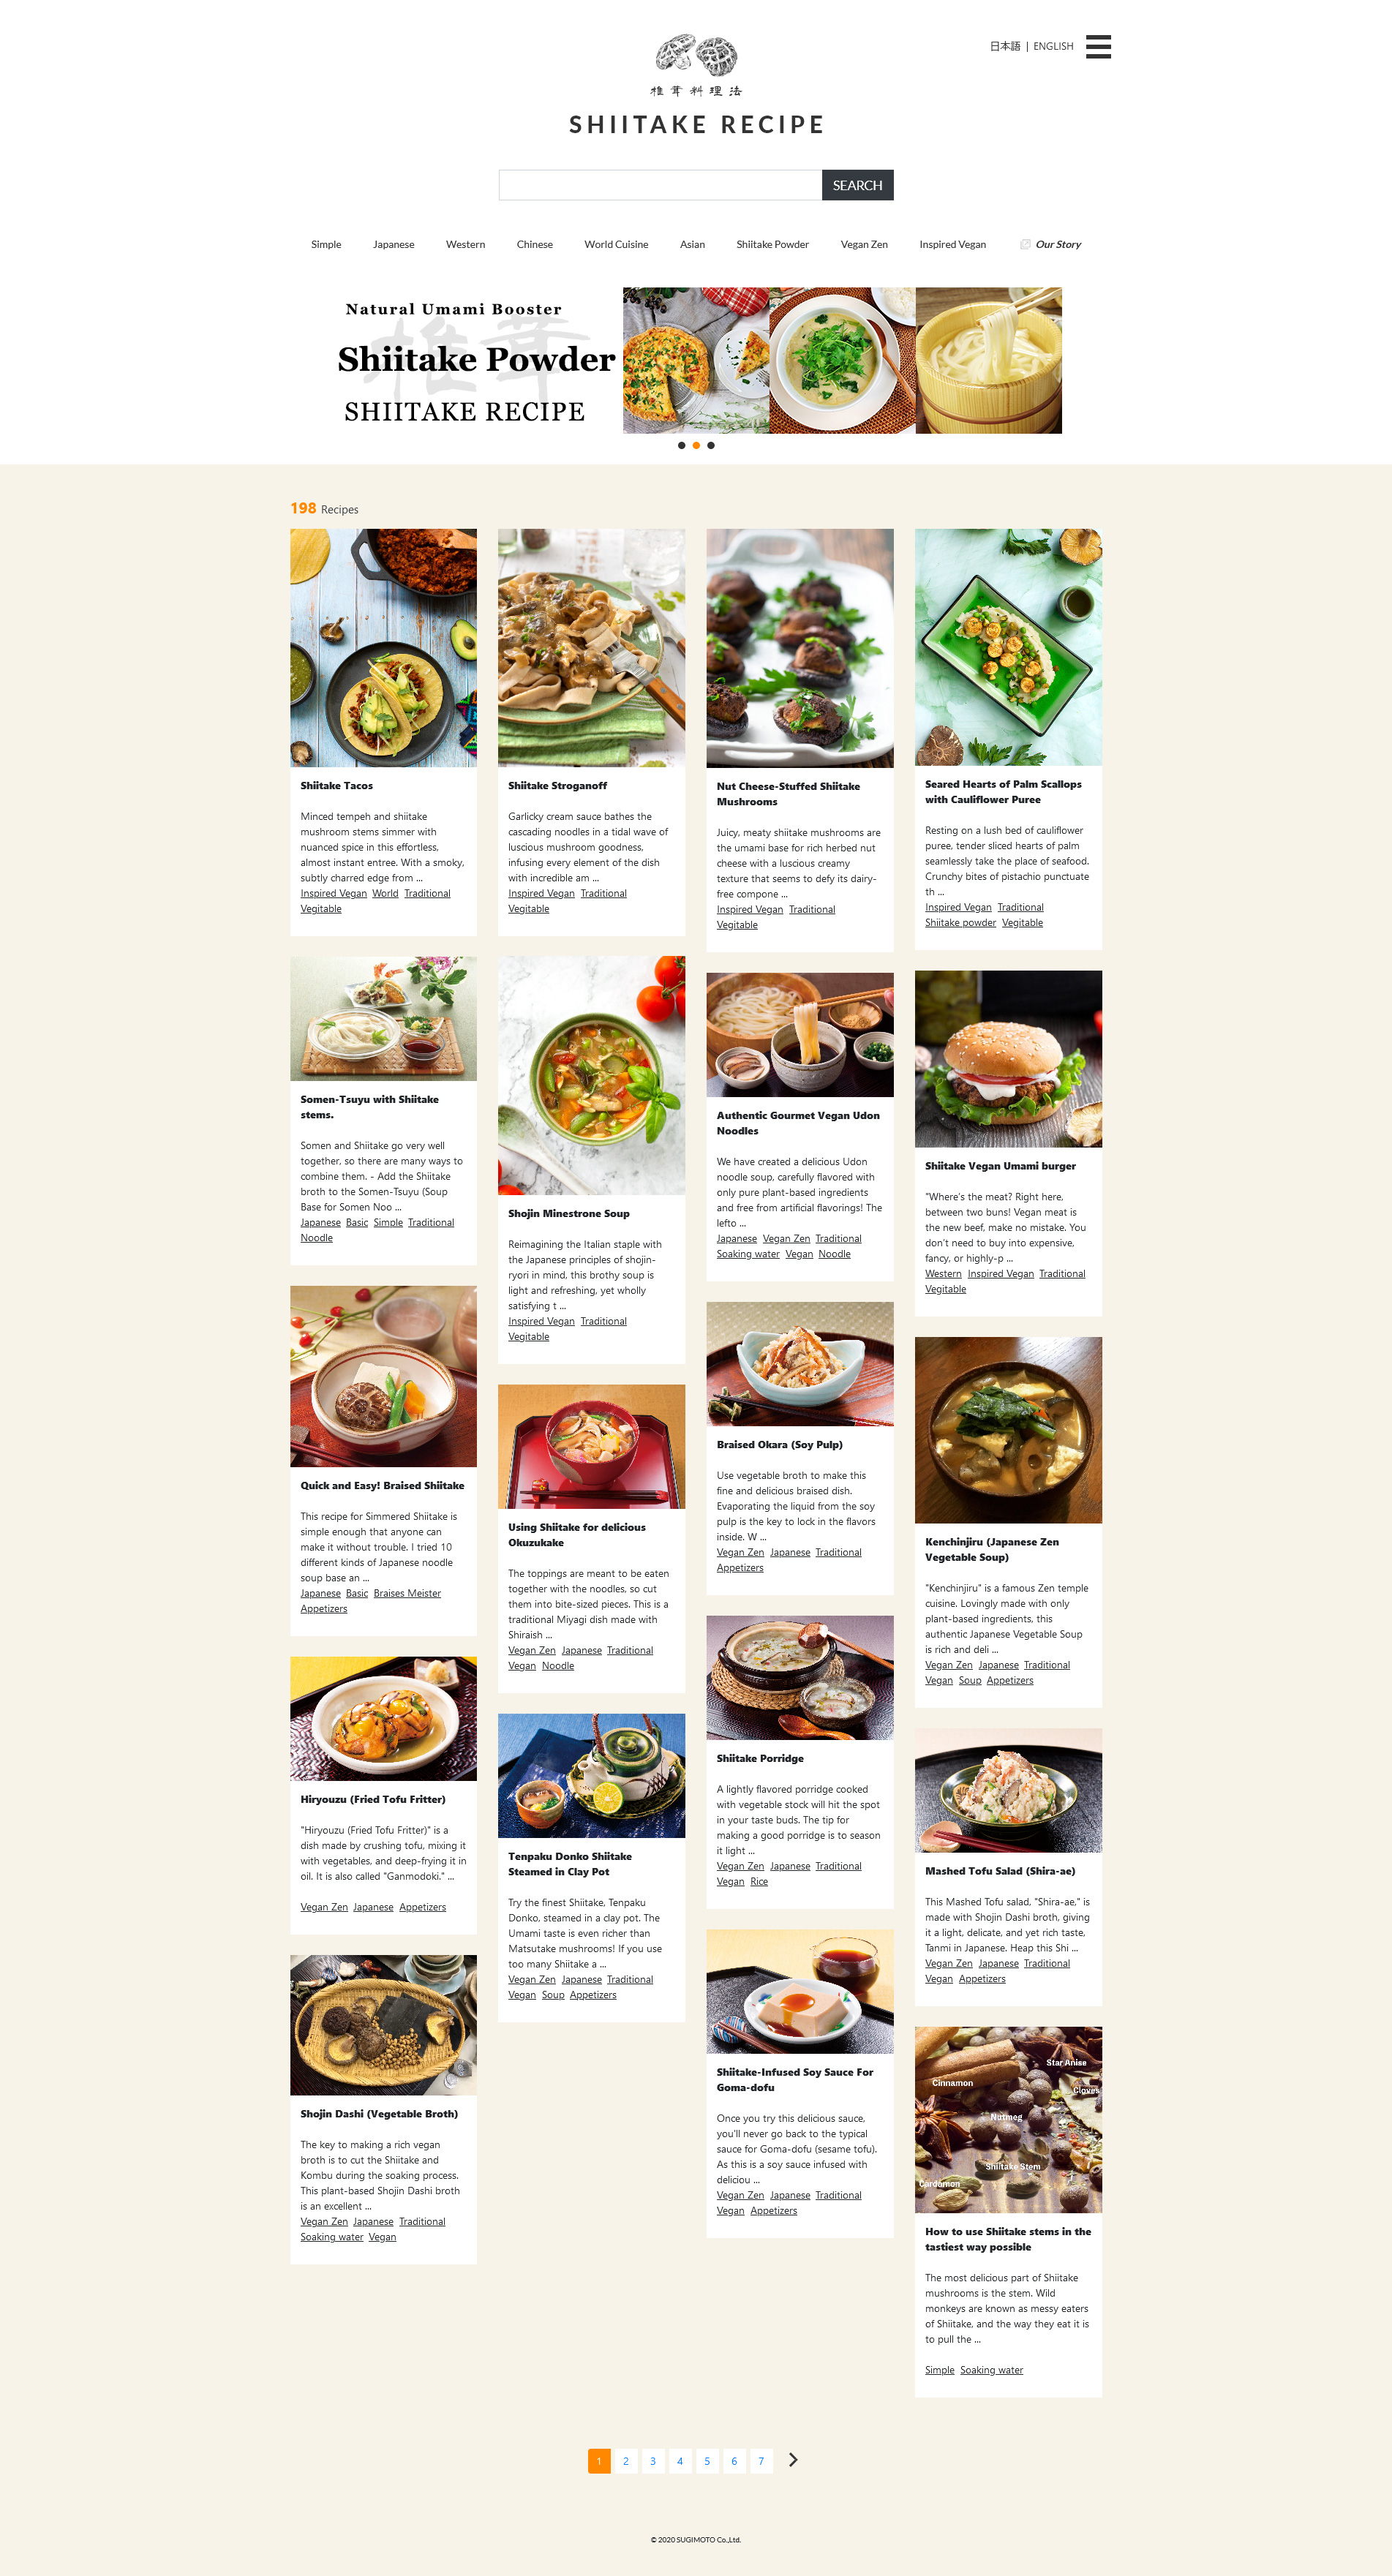 日本語 | ENGLISH
椎茸料理法
SHIITAKE RECIPE
SEARCH
Simple Japanese Western Chinese World Cuisine Asian Shiitake Powder Vegan Zen Inspired Vegan Our Story
Natural Umami Booster
椎茸
Shiitake Powder
SHIITAKE RECIPE
198 Recipes
Shiitake Tacos
Minced tempeh and shiitake
mushroom stems simmer with
nuanced spice in this effortless,
almost instant entree. With a smoky,
subtly charred edge from ...
Inspired Vegan World Traditional
Vegitable
Shiitake Stroganoff
Garlicky cream sauce bathes the
cascading noodles in a tidal wave of
luscious mushroom goodness,
infusing every element of the dish
with incredible am ...
Inspired Vegan Traditional
Vegitable
Nut Cheese-Stuffed Shiitake
Mushrooms
Juicy, meaty shiitake mushrooms are
the umami base for rich herbed nut
cheese with a luscious creamy
texture that seems to defy its dairy-
free compone ...
Inspired Vegan Traditional
Vegitable
Seared Hearts of Palm Scallops
with Cauliflower Puree
Resting on a lush bed of cauliflower
puree, tender sliced hearts of palm
seamlessly take the place of seafood.
Crunchy bites of pistachio punctuate
th ...
Inspired Vegan Traditional
Shiitake powder Vegitable
Somen-Tsuyu with Shiitake
stems.
Somen and Shiitake go very well
together, so there are many ways to
combine them. - Add the Shiitake
broth to the Somen-Tsuyu (Soup
Base for Somen Noo ...
Japanese Basic Simple Traditional
Noodle
Shojin Minestrone Soup
Reimagining the Italian staple with
the Japanese principles of shojin-
ryori in mind, this brothy soup is
light and refreshing, yet wholly
satisfying t ...
Inspired Vegan Traditional
Vegitable
Authentic Gourmet Vegan Udon
Noodles
We have created a delicious Udon
noodle soup, carefully flavored with
only pure plant-based ingredients
and free from artificial flavorings! The
lefto ...
Japanese Vegan Zen Traditional
Soaking water Vegan Noodle
Shiitake Vegan Umami burger
"Where's the meat? Right here,
between two buns! Vegan meat is
the new beef, make no mistake. You
don't need to buy into expensive,
fancy, or highly-p ...
Western Inspired Vegan Traditional
Vegitable
Quick and Easy! Braised Shiitake
This recipe for Simmered Shiitake is
simple enough that anyone can
make it without trouble. I tried 10
different kinds of Japanese noodle
soup base an ...
Japanese Basic Braises Meister
Appetizers
Using Shiitake for delicious
Okuzukake
The toppings are meant to be eaten
together with the noodles, so cut
them into bite-sized pieces. This is a
traditional Miyagi dish made with
Shiraish ...
Vegan Zen Japanese Traditional
Vegan Noodle
Braised Okara (Soy Pulp)
Use vegetable broth to make this
fine and delicious braised dish.
Evaporating the liquid from the soy
pulp is the key to lock in the flavors
inside. W ...
Vegan Zen Japanese Traditional
Appetizers
Kenchinjiru (Japanese Zen
Vegetable Soup)
"Kenchinjiru" is a famous Zen temple
cuisine. Lovingly made with only
plant-based ingredients, this
authentic Japanese Vegetable Soup
is rich and deli ...
Vegan Zen Japanese Traditional
Vegan Soup Appetizers
Hiryouzu (Fried Tofu Fritter)
"Hiryouzu (Fried Tofu Fritter)" is a
dish made by crushing tofu, mixing it
with vegetables, and deep-frying it in
oil. It is also called "Ganmodoki." ...
Vegan Zen Japanese Appetizers
Tenpaku Donko Shiitake
Steamed in Clay Pot
Try the finest Shiitake, Tenpaku
Donko, steamed in a clay pot. The
Umami taste is even richer than
Matsutake mushrooms! If you use
too many Shiitake a ...
Vegan Zen Japanese Traditional
Vegan Soup Appetizers
Shiitake Porridge
A lightly flavored porridge cooked
with vegetable stock will hit the spot
in your taste buds. The tip for
making a good porridge is to season
it light ...
Vegan Zen Japanese Traditional
Vegan Rice
Mashed Tofu Salad (Shira-ae)
This Mashed Tofu salad, "Shira-ae," is
made with Shojin Dashi broth, giving
it a light, delicate, and yet rich taste,
Tanmi in Japanese. Heap this Shi ...
Vegan Zen Japanese Traditional
Vegan Appetizers
Shojin Dashi (Vegetable Broth)
The key to making a rich vegan
broth is to cut the Shiitake and
Kombu during the soaking process.
This plant-based Shojin Dashi broth
is an excellent ...
Vegan Zen Japanese Traditional
Soaking water Vegan
Shiitake-Infused Soy Sauce For
Goma-dofu
Once you try this delicious sauce,
you'll never go back to the typical
sauce for Goma-dofu (sesame tofu).
As this is a soy sauce infused with
deliciou ...
Vegan Zen Japanese Traditional
Vegan Appetizers
Star Anise
Cinnamon
Cloves
Nutmeg
Shiitake Stem
Cardamon
How to use Shiitake stems in the
tastiest way possible
The most delicious part of Shiitake
mushrooms is the stem. Wild
monkeys are known as messy eaters
of Shiitake, and the way they eat it is
to pull the ...
Simple Soaking water
1 2 3 4 5 6 7
© 2020 SUGIMOTO Co.,Ltd.